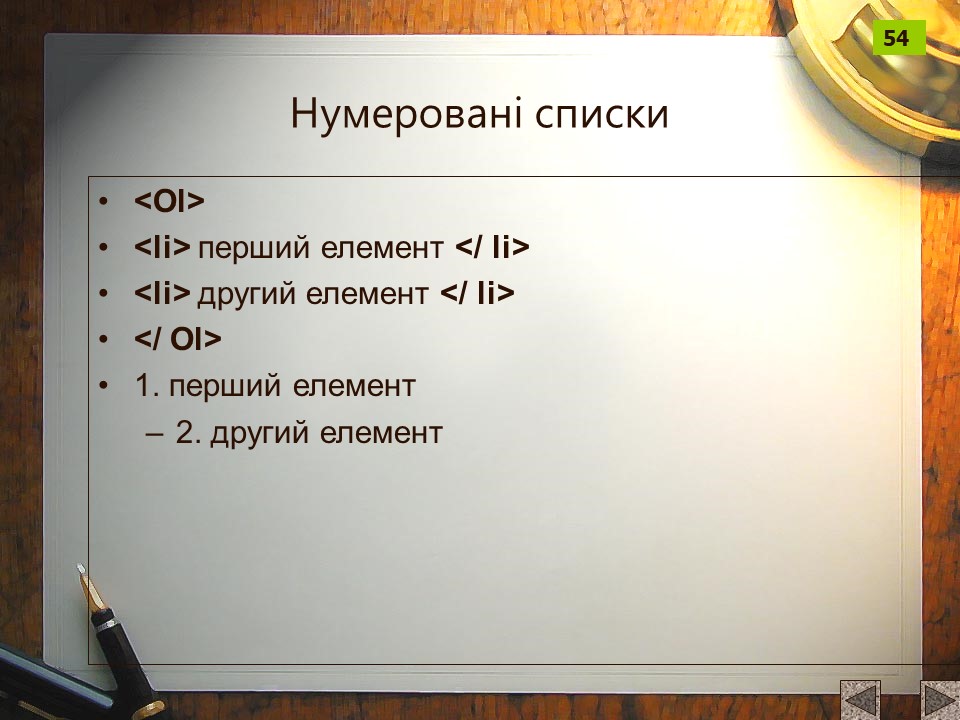 54
Нумеровані списки
• <Ol>
• <li> перший елемент </ li>
• <li> другий елемент </ li>
• </ Ol>
• 1. перший елемент
– 2. другий елемент